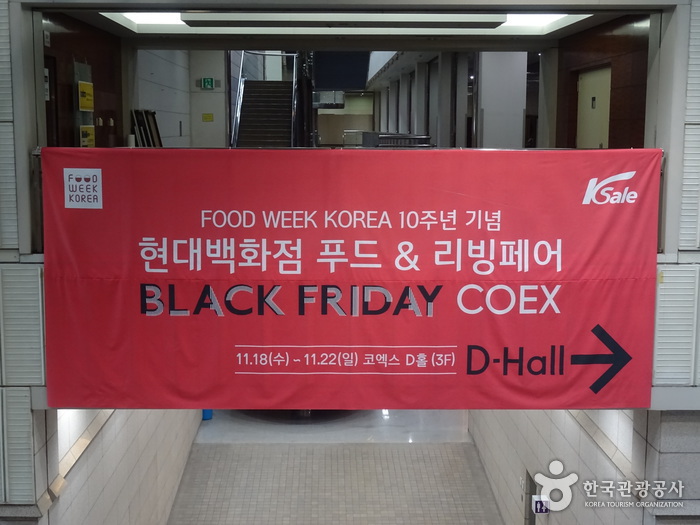 FOOD
WEEK
KOREA
KSale
FOOD WEEK KOREA 10주년 기념
현대백화점 푸드 & 리빙페어
BLACK FRIDAY COEX
11.18(수) ~ 11.22(일) 코엑스 D홀 (3F)
D-Hall
한국관광공사
KOREA TOURISM ORGANIZATION